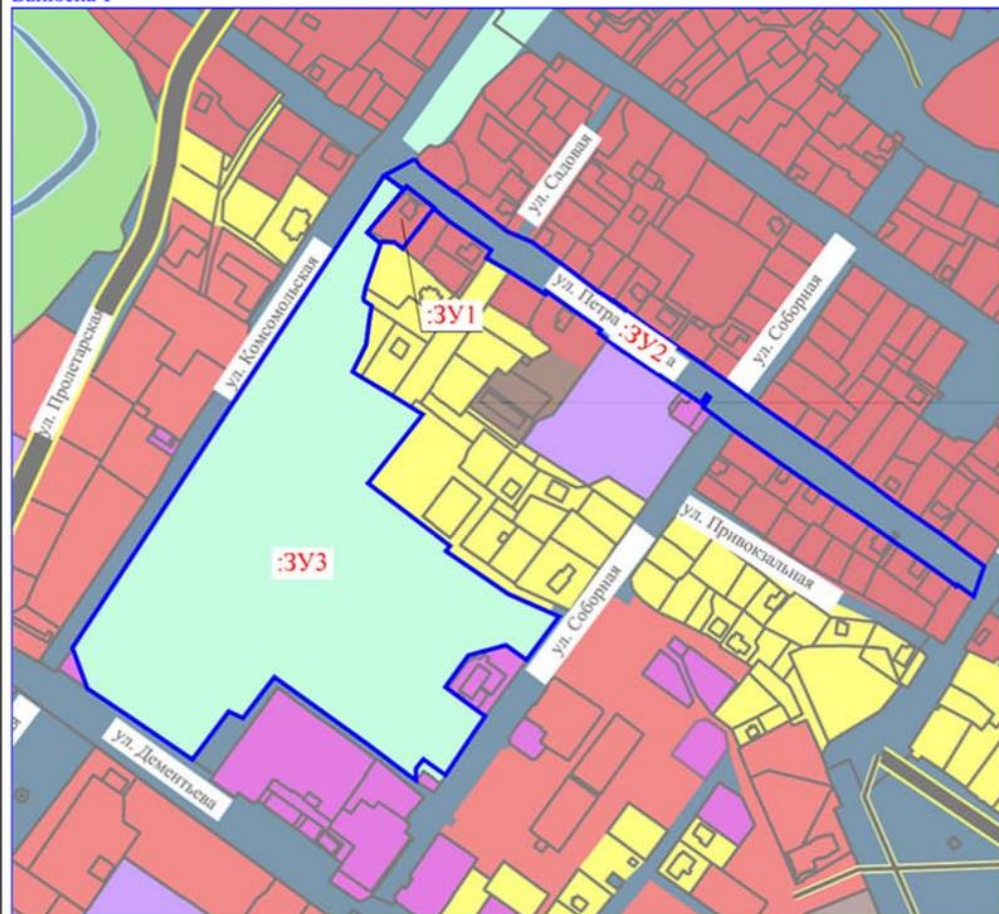 ул. Садовая
ул. Комсомольская
:ЗУ1
ул. Петра
:ЗУ2
а
ул. Соборная
ул. Пролетарская
ул. Привокзальная
:ЗУ3
ул. Соборная
ул. Дементьева
я